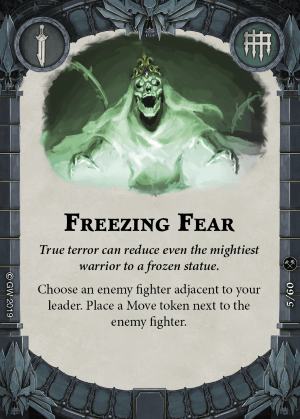 FREEZING FEAR
True terror can reduce even the mightiest
warrior to a frozen statue.
Choose an enemy fighter adjacent to your
leader. Place a Move token next to the
enemy fighter.
© GW 2019
5/60